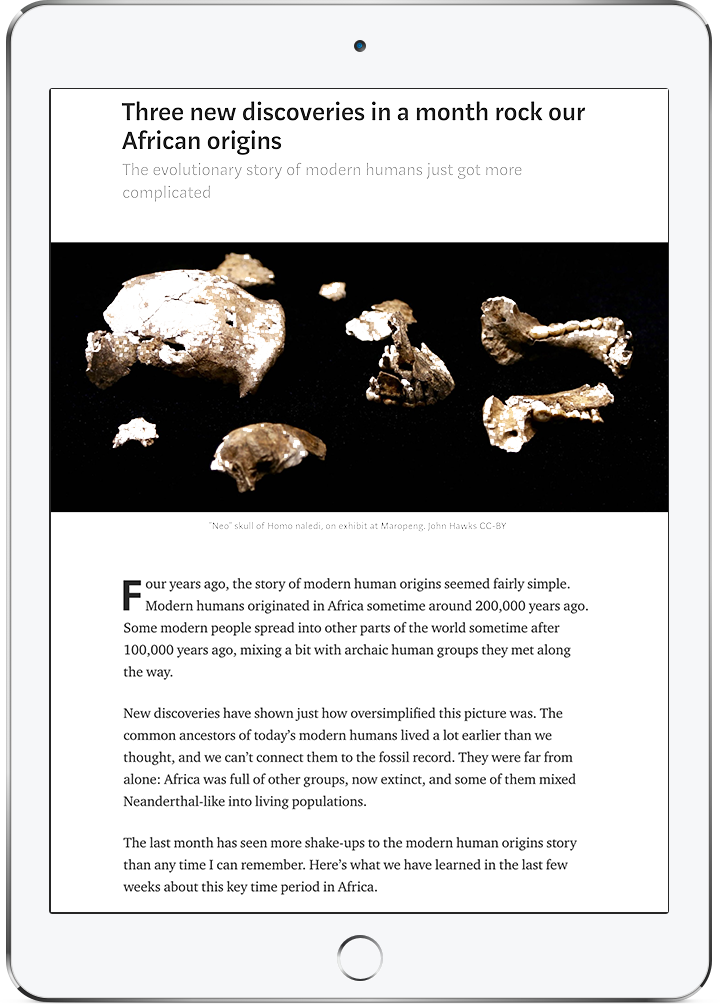 Three new discoveries in a month rock our
African origins
The evolutionary story of modern humans just got more
complicated
"Neo" skull of Homo naledi, on exhibit at Maropeng. John Hawks CC-BY
Four years ago, the story of modern human origins seemed fairly simple.
Modern humans originated in Africa sometime around 200,000 years ago.
Some modern people spread into other parts of the world sometime after
100,000 years ago, mixing a bit with archaic human groups they met along
the way.
New discoveries have shown just how oversimplified this picture was. The
common ancestors of today's modern humans lived a lot earlier than we
thought, and we can't connect them to the fossil record. They were far from
alone: Africa was full of other groups, now extinct, and some of them mixed
Neanderthal-like into living populations.
The last month has seen more shake-ups to the modern human origins story
than any time I can remember. Here's what we have learned in the last few
weeks about this key time period in Africa.